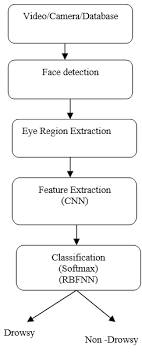 Video/Camera/Database
Face detection
Eye Region Extraction
Feature Extraction
(CNN)
Classification
(Softmax)
(RBFNN)
Drowsy
Non -Drowsy